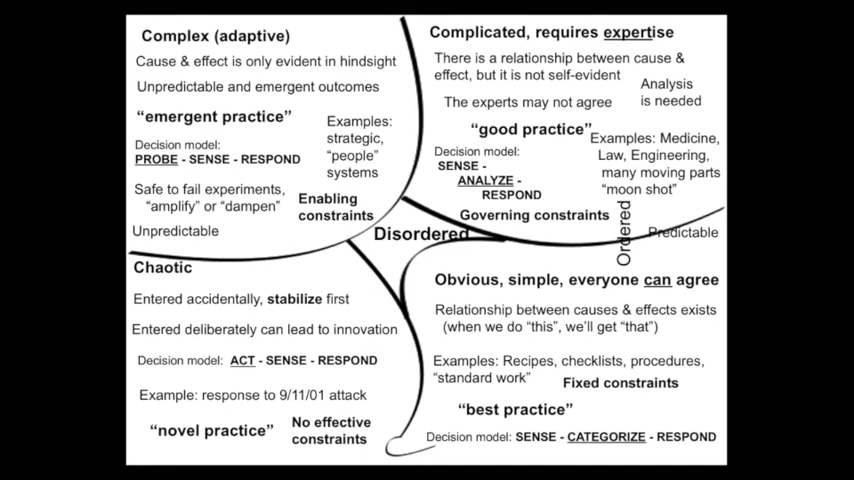 Complex (adaptive)
Cause & effect is only evident in hindsight
Unpredictable and emergent outcomes
“emergent practice”
Examples:
strategic,
“people”
systems
Decision model:
PROBE - SENSE - RESPOND
Safe to fail experiments,
“amplify” or “dampen”
Enabling
constraints
Unpredictable
Complicated, requires expertise
There is a relationship between cause &
effect, but it is not self-evident
Analysis
is needed
The experts may not agree
“good practice”
Examples: Medicine,
Law, Engineering,
many moving parts
“moon shot”
Decision model:
SENSE -
ANALYZE -
RESPOND
Governing constraints
Ordered
Predictable
Disordered
Chaotic
Entered accidentally, stabilize first
Entered deliberately can lead to innovation
Decision model: ACT - SENSE - RESPOND
Example: response to 9/11/01 attack
“novel practice”
No effective
constraints
Obvious, simple, everyone can agree
Relationship between causes & effects exists
(when we do “this”, we’ll get “that”)
Examples: Recipes, checklists, procedures,
“standard work”
Fixed constraints
“best practice”
Decision model: SENSE - CATEGORIZE - RESPOND